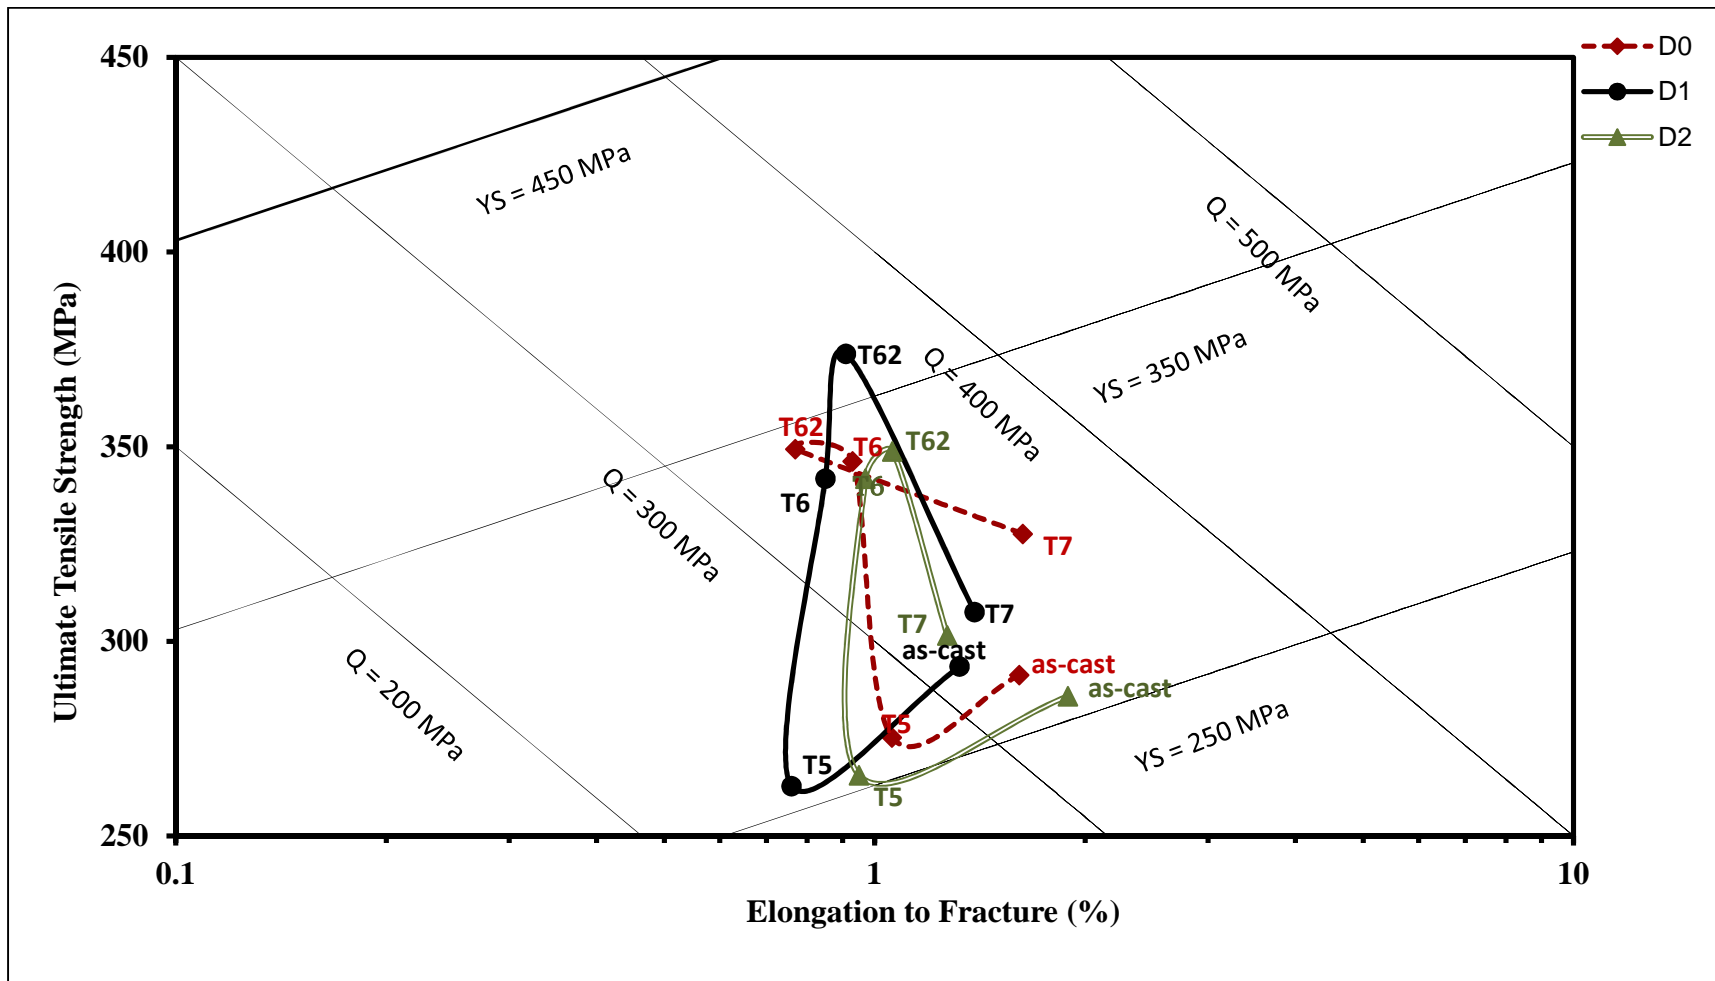 D0
D1
D2
450
400
350
300
250
Ultimate Tensile Strength (MPa)
YS = 450 MPa
Q = 500 MPa
YS = 350 MPa
Q = 400 MPa
Q = 300 MPa
Q = 200 MPa
YS = 250 MPa
T62
T62
T6
T62
T6
T6
T7
T7
T7
as-cast
as-cast
as-cast
T5
T5
T5
0.1
1
10
Elongation to Fracture (%)